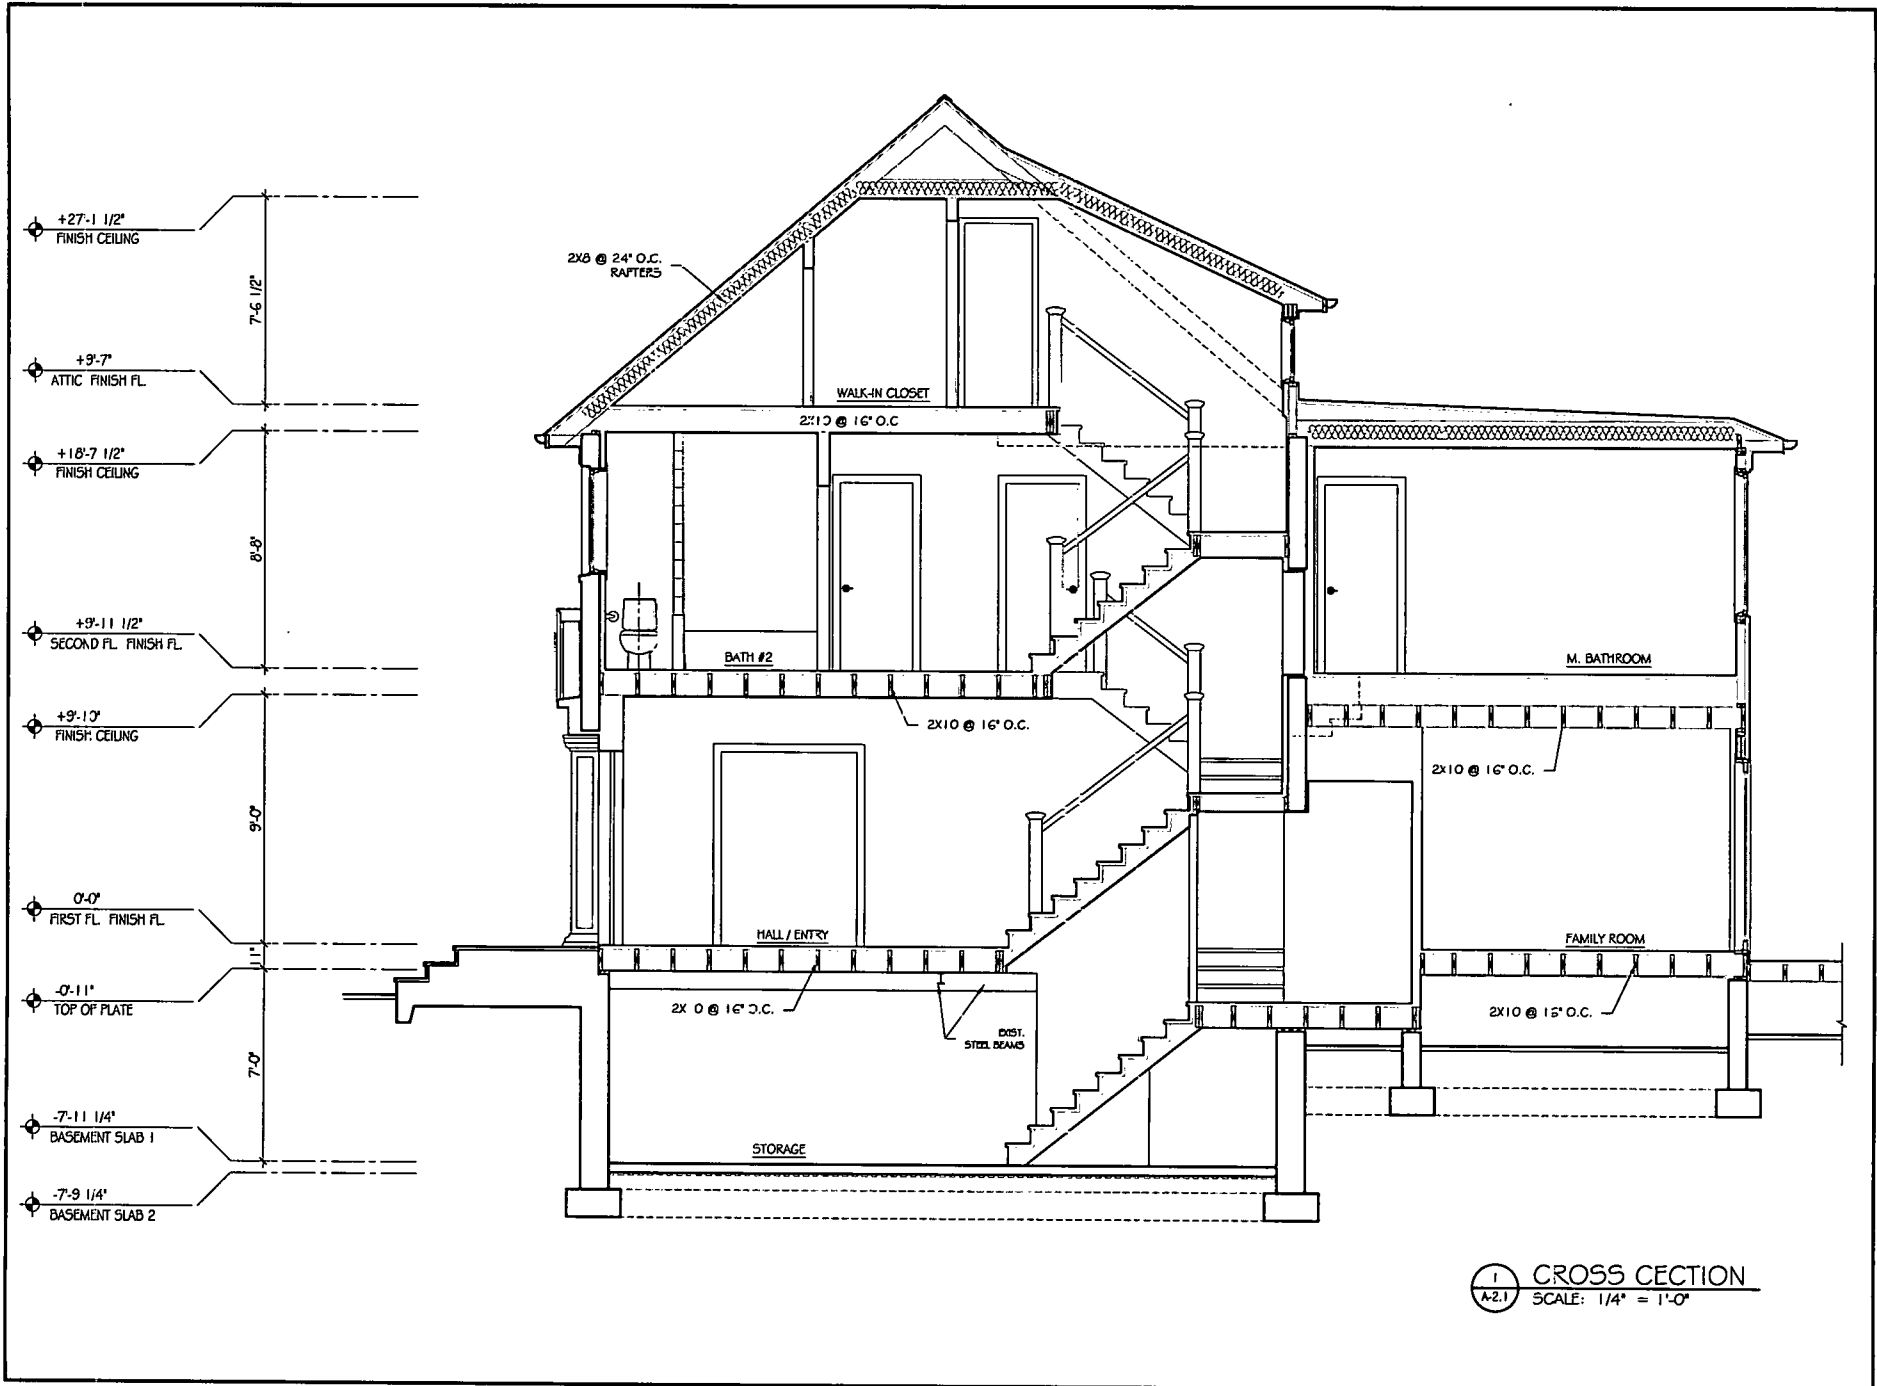 +27'-1 1/2"
FINISH CEILING
7'-6 1/2"
+9'-7"
ATTIC FINISH FL.
+18'-7 1/2"
FINISH CEILING
8'-8"
+9'-11 1/2"
SECOND FL. FINISH FL.
+9'-10"
FINISH CEILING
9'-0"
0'-0"
FIRST FL. FINISH FL.
11"
-0'-11"
TOP OF PLATE
7'-0"
-7'-11 1/4"
BASEMENT SLAB 1
-7'-9 1/4"
BASEMENT SLAB 2
2X8 @ 24" O.C.
RAFTERS
WALK-IN CLOSET
2X10 @ 16" O.C
BATH #2
2X10 @ 16" O.C.
M. BATHROOM
2X10 @ 16" O.C.
HALL / ENTRY
FAMILY ROOM
2X 0 @ 16" O.C.
EXIST.
STEEL BEAMS
2X10 @ 16" O.C.
STORAGE
1
A-2.1
CROSS CECTION
SCALE: 1/4" = 1'-0"